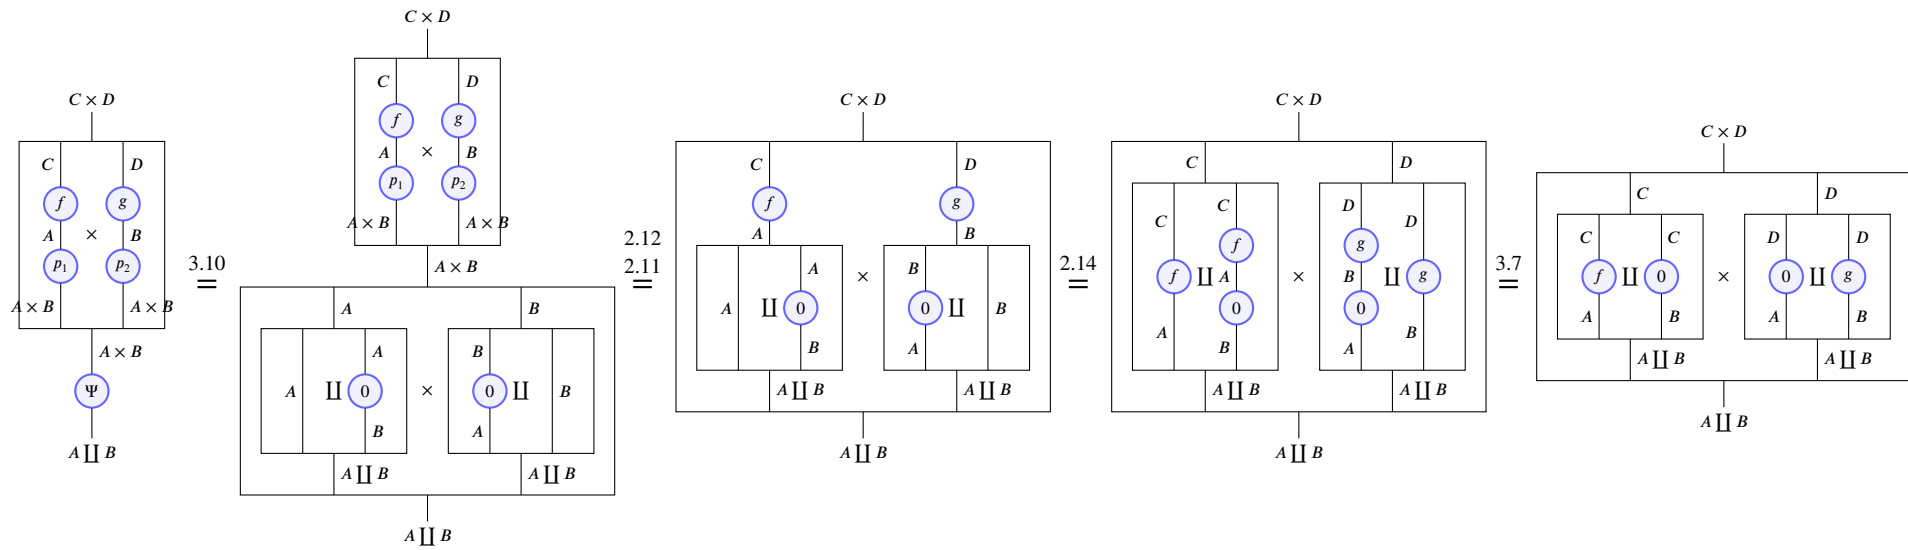 C × D
C D
f g
A × B
p1 p2
A × B A × B
A × B
Ψ
A ∐ B
3.10
=
C × D
C D
f g
A × B
p1 p2
A × B A × B
A × B
A B
A A ∐ 0 B × B 0 ∐ A B
A ∐ B A ∐ B
A ∐ B
2.12
2.11
=
C × D
C D
f g
A B
A A ∐ 0 B × B 0 ∐ A B
A ∐ B A ∐ B
A ∐ B
2.14
=
C × D
C D
C f A ∐ C f A 0 B × D g B 0 A ∐ D g B
A ∐ B A ∐ B
A ∐ B
3.7
=
C × D
C D
C C D D
f ∐ 0 × 0 ∐ g
A B A B
A ∐ B A ∐ B
A ∐ B